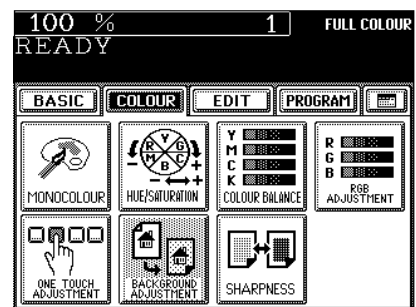 100 % 1 FULL COLOUR
READY
BASIC COLOUR EDIT PROGRAM
MONOCOLOUR
Y R M G B C
HUE/SATURATION
Y
M
C
K
COLOUR BALANCE
R
G
B
RGB
ADJUSTMENT
ONE TOUCH
ADJUSTMENT
BACKGROUND
ADJUSTMENT
SHARPNESS